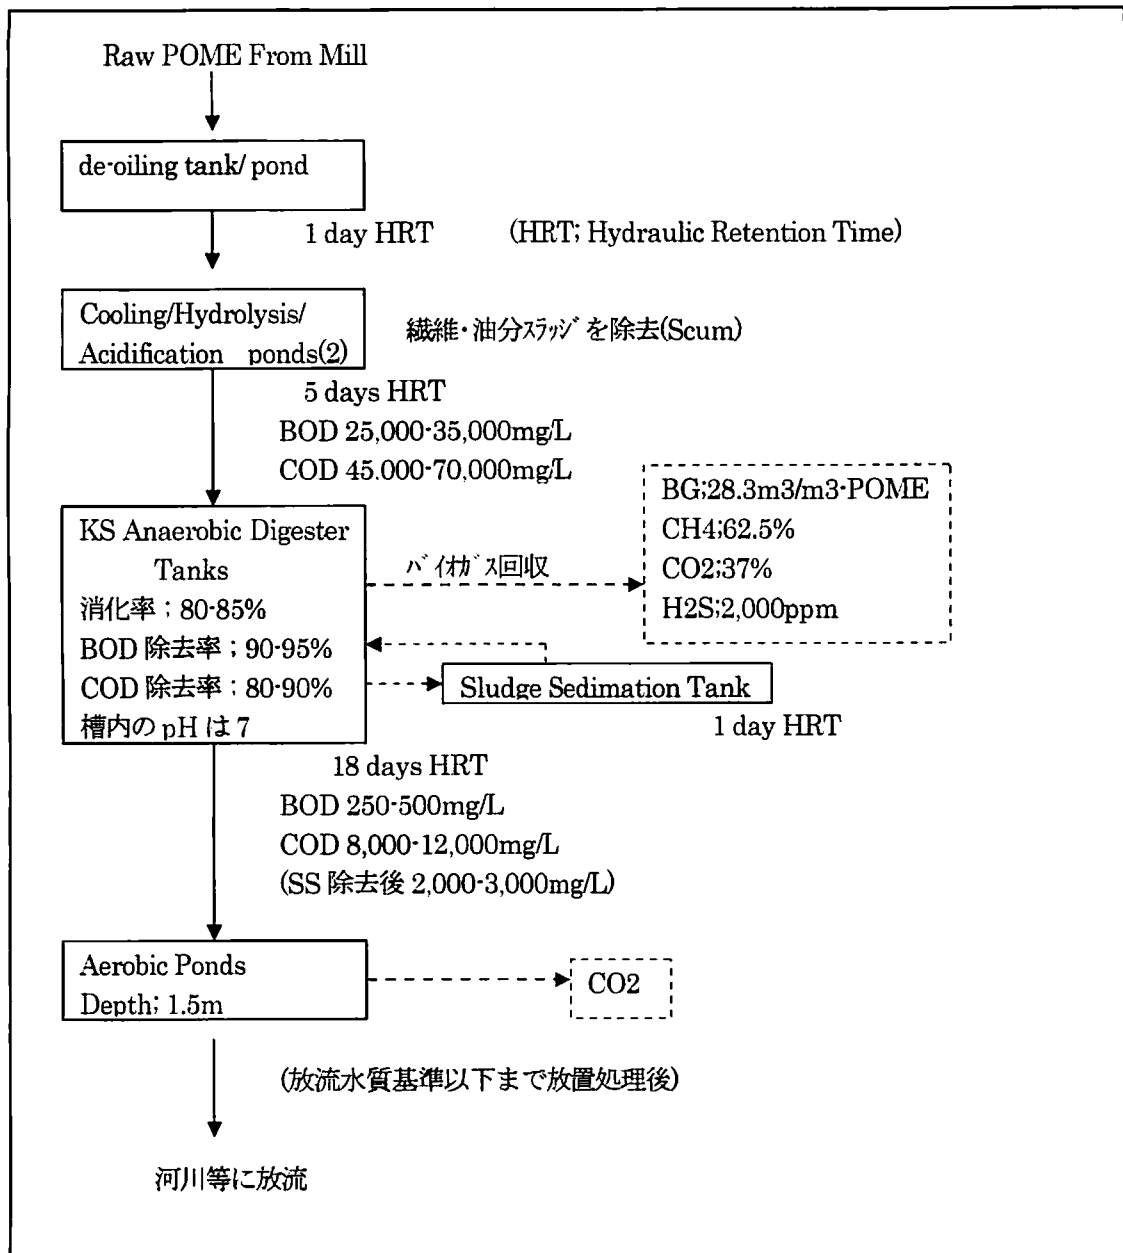 Raw POME From Mill
de-oiling tank/ pond
1 day HRT (HRT; Hydraulic Retention Time)
Cooling/Hydrolysis/
Acidification ponds(2)
繊維・油分ｽﾗｯｼﾞを除去(Scum)
5 days HRT
BOD 25,000-35,000mg/L
COD 45.000-70,000mg/L
KS Anaerobic Digester
Tanks
消化率；80-85%
BOD 除去率；90-95%
COD 除去率；80-90%
槽内の pH は 7
ﾊﾞｲｵｶﾞｽ回収
BG;28.3m3/m3-POME
CH4;62.5%
CO2;37%
H2S;2,000ppm
Sludge Sedimation Tank
1 day HRT
18 days HRT
BOD 250-500mg/L
COD 8,000-12,000mg/L
(SS 除去後 2,000-3,000mg/L)
Aerobic Ponds
Depth; 1.5m
CO2
(放流水質基準以下まで放置処理後)
河川等に放流